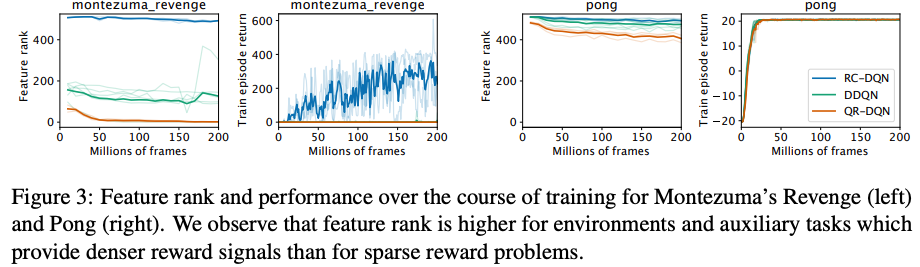 montezuma_revenge
montezuma_revenge
pong
pong
Feature rank
400
200
0
0
50
100
150
200
Millions of frames
Train episode return
600
400
200
0
0
50
100
150
200
Millions of frames
Feature rank
400
200
0
0
50
100
150
200
Millions of frames
Train episode return
20
10
0
−10
−20
0
50
100
150
200
Millions of frames
RC-DQN
DDQN
QR-DQN
Figure 3: Feature rank and performance over the course of training for Montezuma's Revenge (left)
and Pong (right). We observe that feature rank is higher for environments and auxiliary tasks which
provide denser reward signals than for sparse reward problems.